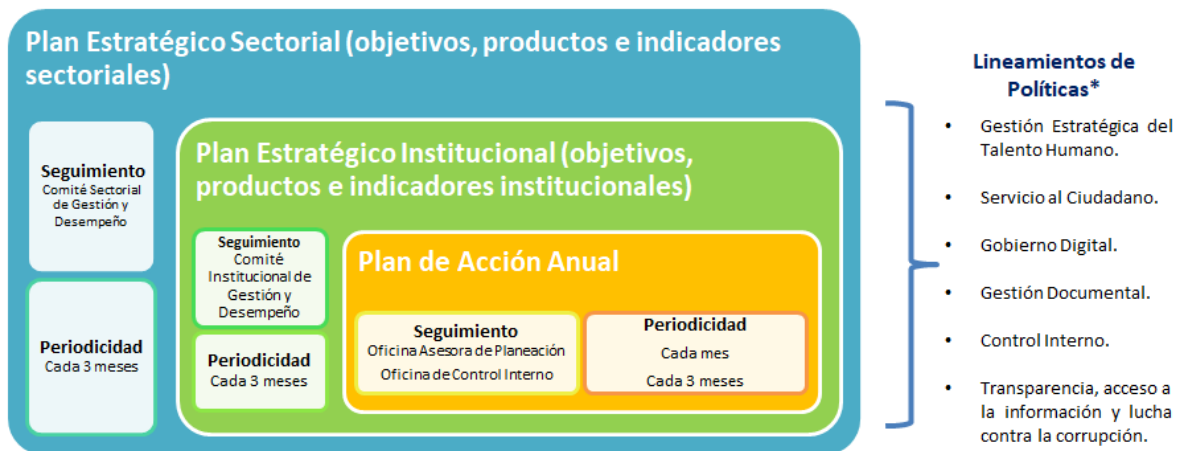 Plan Estratégico Sectorial (objetivos, productos e indicadores
sectoriales)
Seguimiento
Comité Sectorial
de Gestión y
Desempeño
Periodicidad
Cada 3 meses
Plan Estratégico Institucional (objetivos,
productos e indicadores institucionales)
Seguimiento
Comité
Institucional de
Gestión y
Desempeño
Periodicidad
Cada 3 meses
Plan de Acción Anual
Seguimiento
Oficina Asesora de Planeación
Oficina de Control Interno
Periodicidad
Cada mes
Cada 3 meses
Lineamientos de
Políticas*
• Gestión Estratégica del
Talento Humano.
• Servicio al Ciudadano.
• Gobierno Digital.
• Gestión Documental.
• Control Interno.
• Transparencia, acceso a
la información y lucha
contra la corrupción.